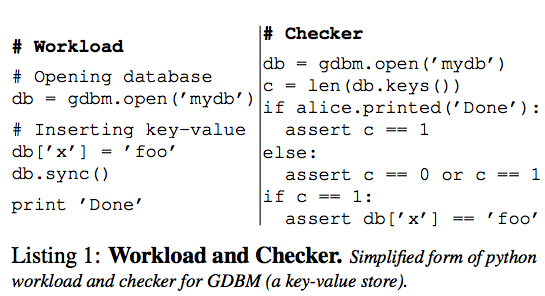 # Workload
# Opening database
db = gdbm.open('mydb')
# Inserting key-value
db['x'] = 'foo'
db.sync()
print 'Done'
# Checker
db = gdbm.open('mydb')
c = len(db.keys())
if alice.printed('Done'):
  assert c == 1
else:
  assert c == 0 or c == 1
if c == 1:
  assert db['x'] == 'foo'
Listing 1: Workload and Checker. Simplified form of python
workload and checker for GDBM (a key-value store).